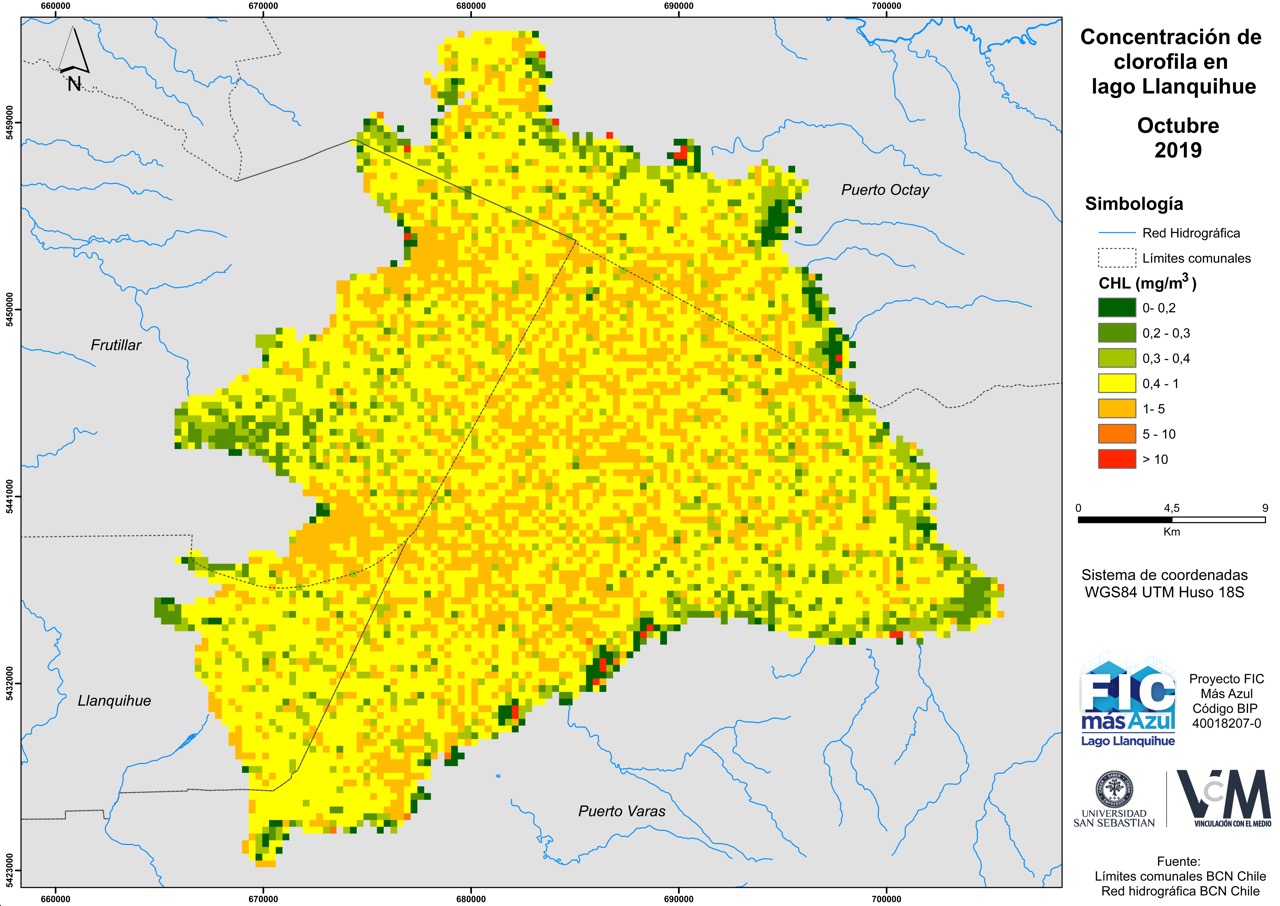 660000 670000 680000 690000 700000
Concentración de
clorofila en
lago Llanquihue
Octubre
2019
N
5459000
5450000
5441000
5432000
5423000
Puerto Octay
Frutillar
Llanquihue
Puerto Varas
Simbología
Red Hidrográfica
Límites comunales
CHL (mg/m3 )
0- 0,2
0,2 - 0,3
0,3 - 0,4
0,4 - 1
1- 5
5 - 10
> 10
0 4,5 9
Km
Sistema de coordenadas
WGS84 UTM Huso 18S
FIC
más Azul
Lago Llanquihue
Proyecto FIC
Más Azul
Código BIP
40018207-0
UNIVERSIDAD
SAN SEBASTIAN
VCM
VINCULACIÓN CON EL MEDIO
Fuente:
Límites comunales BCN Chile
Red hidrográfica BCN Chile
660000 670000 680000 690000 700000